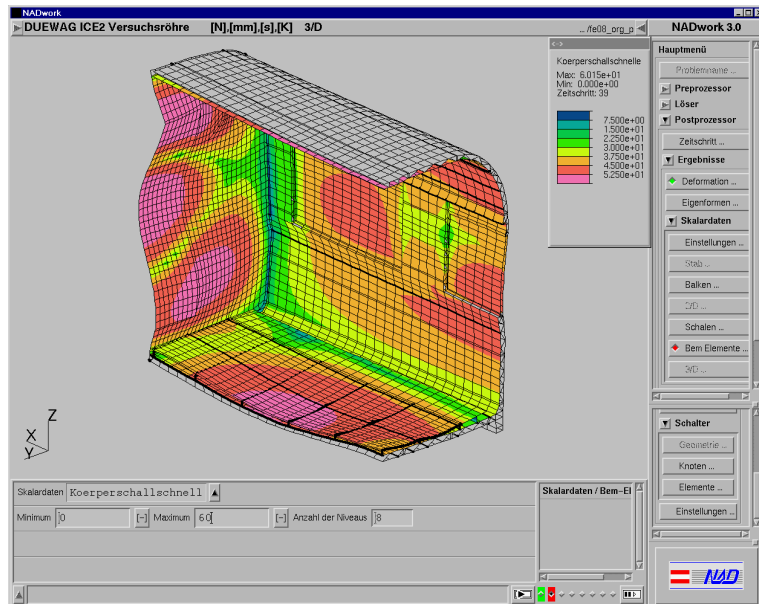 NADwork
DUEWAG ICE2 Versuchsröhre [N],[mm],[s],[K] 3/D
.. /fe08_org_p
NADwork 3.0
<->
Koerperschallschnelle
Max: 6.015e+01
Min: 0.000e+00
Zeitschritt: 39
7.500e+00
1.500e+01
2.250e+01
3.000e+01
3.750e+01
4.500e+01
5.250e+01
Z
X
Y
Hauptmenü
Problemname ...
Preprozessor
Löser
Postprozessor
Zeitschritt ...
Ergebnisse
Deformation ...
Eigenformen ...
Skalardaten
Einstellungen ...
Stab ...
Balken ...
2/D ...
Schalen ...
Bem Elemente ...
3/D ...
Schalter
Geometrie ...
Knoten ...
Elemente ...
Einstellungen ...
Skalardaten Koerperschallschnell
Minimum 0 [-] Maximum 60 [-] Anzahl der Niveaus 8
Skalardaten / Bem-El
NAD